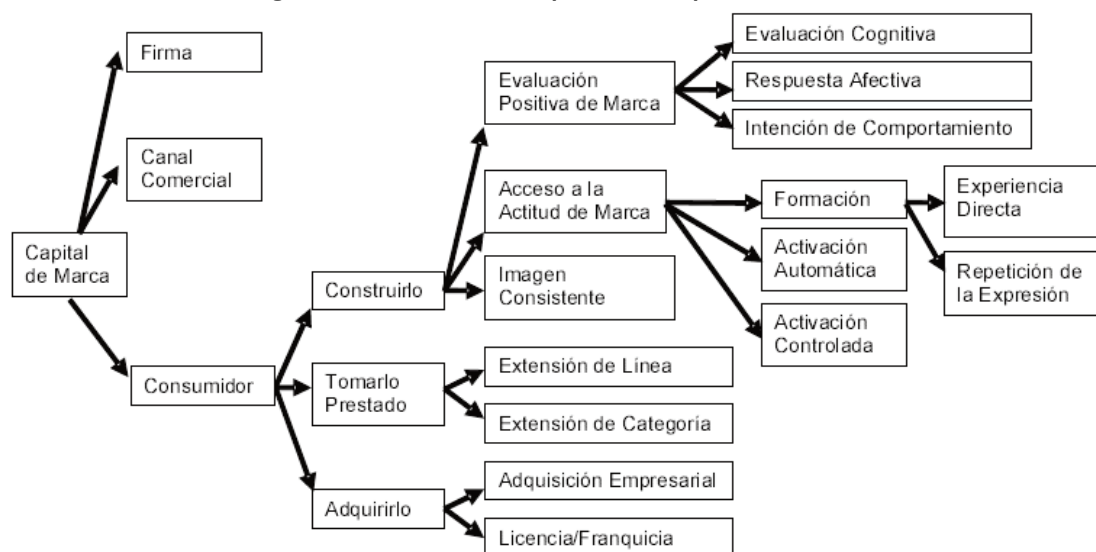 Firma
Canal
Comercial
Capital
de Marca
Consumidor
Construirlo
Tomarlo
Prestado
Adquirirlo
Evaluación
Positiva de Marca
Acceso a la
Actitud de Marca
Imagen
Consistente
Extensión de Línea
Extensión de Categoría
Adquisición Empresarial
Licencia/Franquicia
Evaluación Cognitiva
Respuesta Afectiva
Intención de Comportamiento
Formación
Activación
Automática
Activación
Controlada
Experiencia
Directa
Repetición de
la Expresión